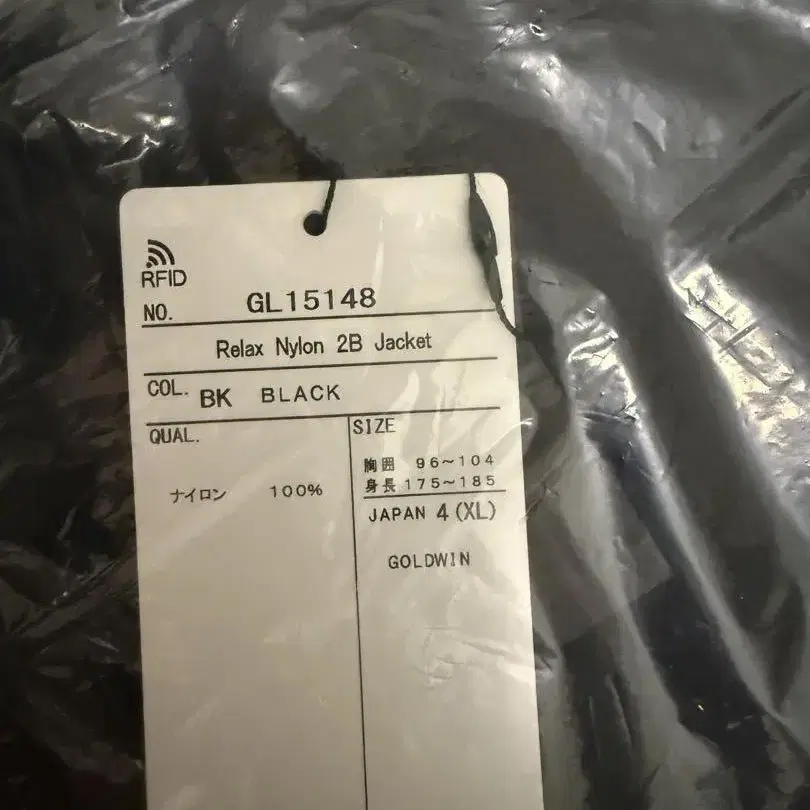 RFID
NO. GL15148
Relax Nylon 2B Jacket
COL. BK BLACK
QUAL.
ナイロン 100%
SIZE
胸囲 96~104
身長 175~185
JAPAN 4 (XL)
GOLDWIN